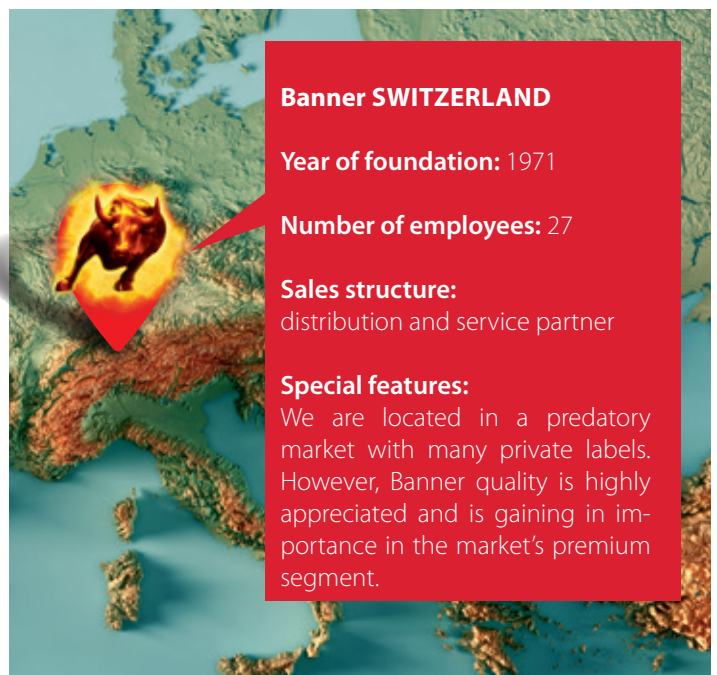 Banner SWITZERLAND
Year of foundation: 1971
Number of employees: 27
Sales structure:
distribution and service partner
Special features:
We are located in a predatory
market with many private labels.
However, Banner quality is highly
appreciated and is gaining in im-
portance in the market’s premium
segment.